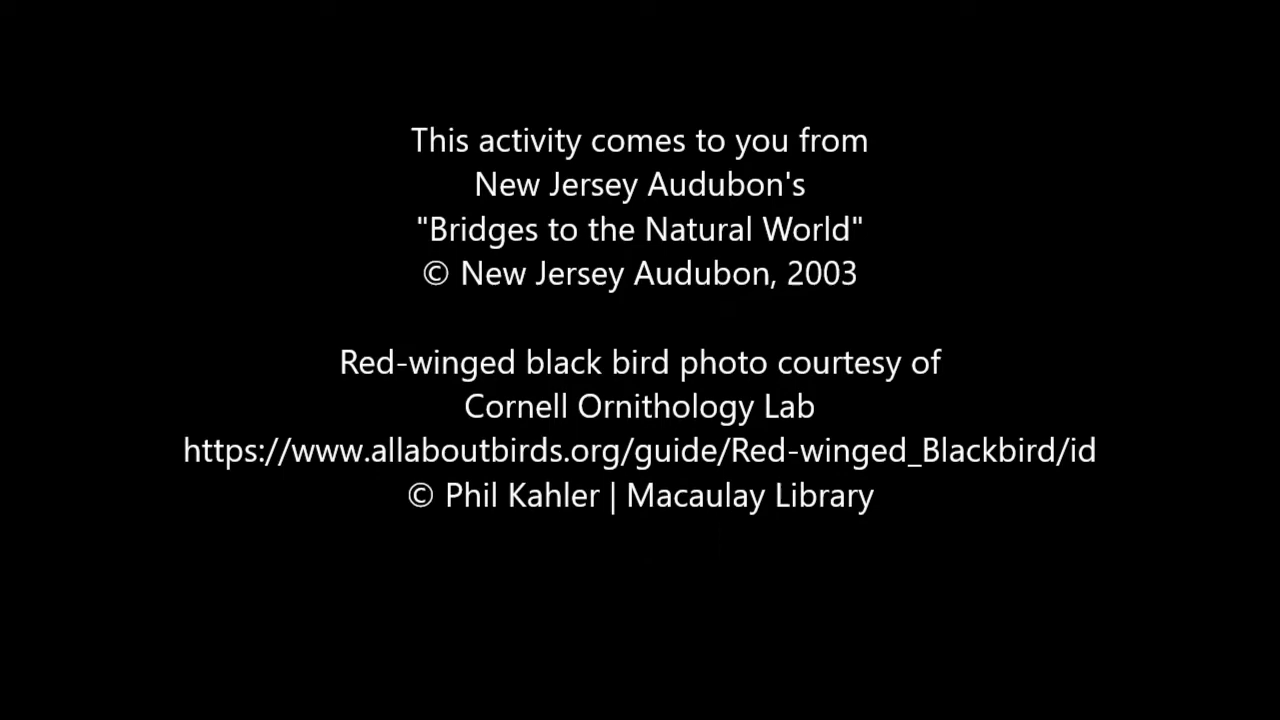 This activity comes to you from
New Jersey Audubon's
"Bridges to the Natural World"
© New Jersey Audubon, 2003
Red-winged black bird photo courtesy of
Cornell Ornithology Lab
https://www.allaboutbirds.org/guide/Red-winged_Blackbird/id
© Phil Kahler | Macaulay Library